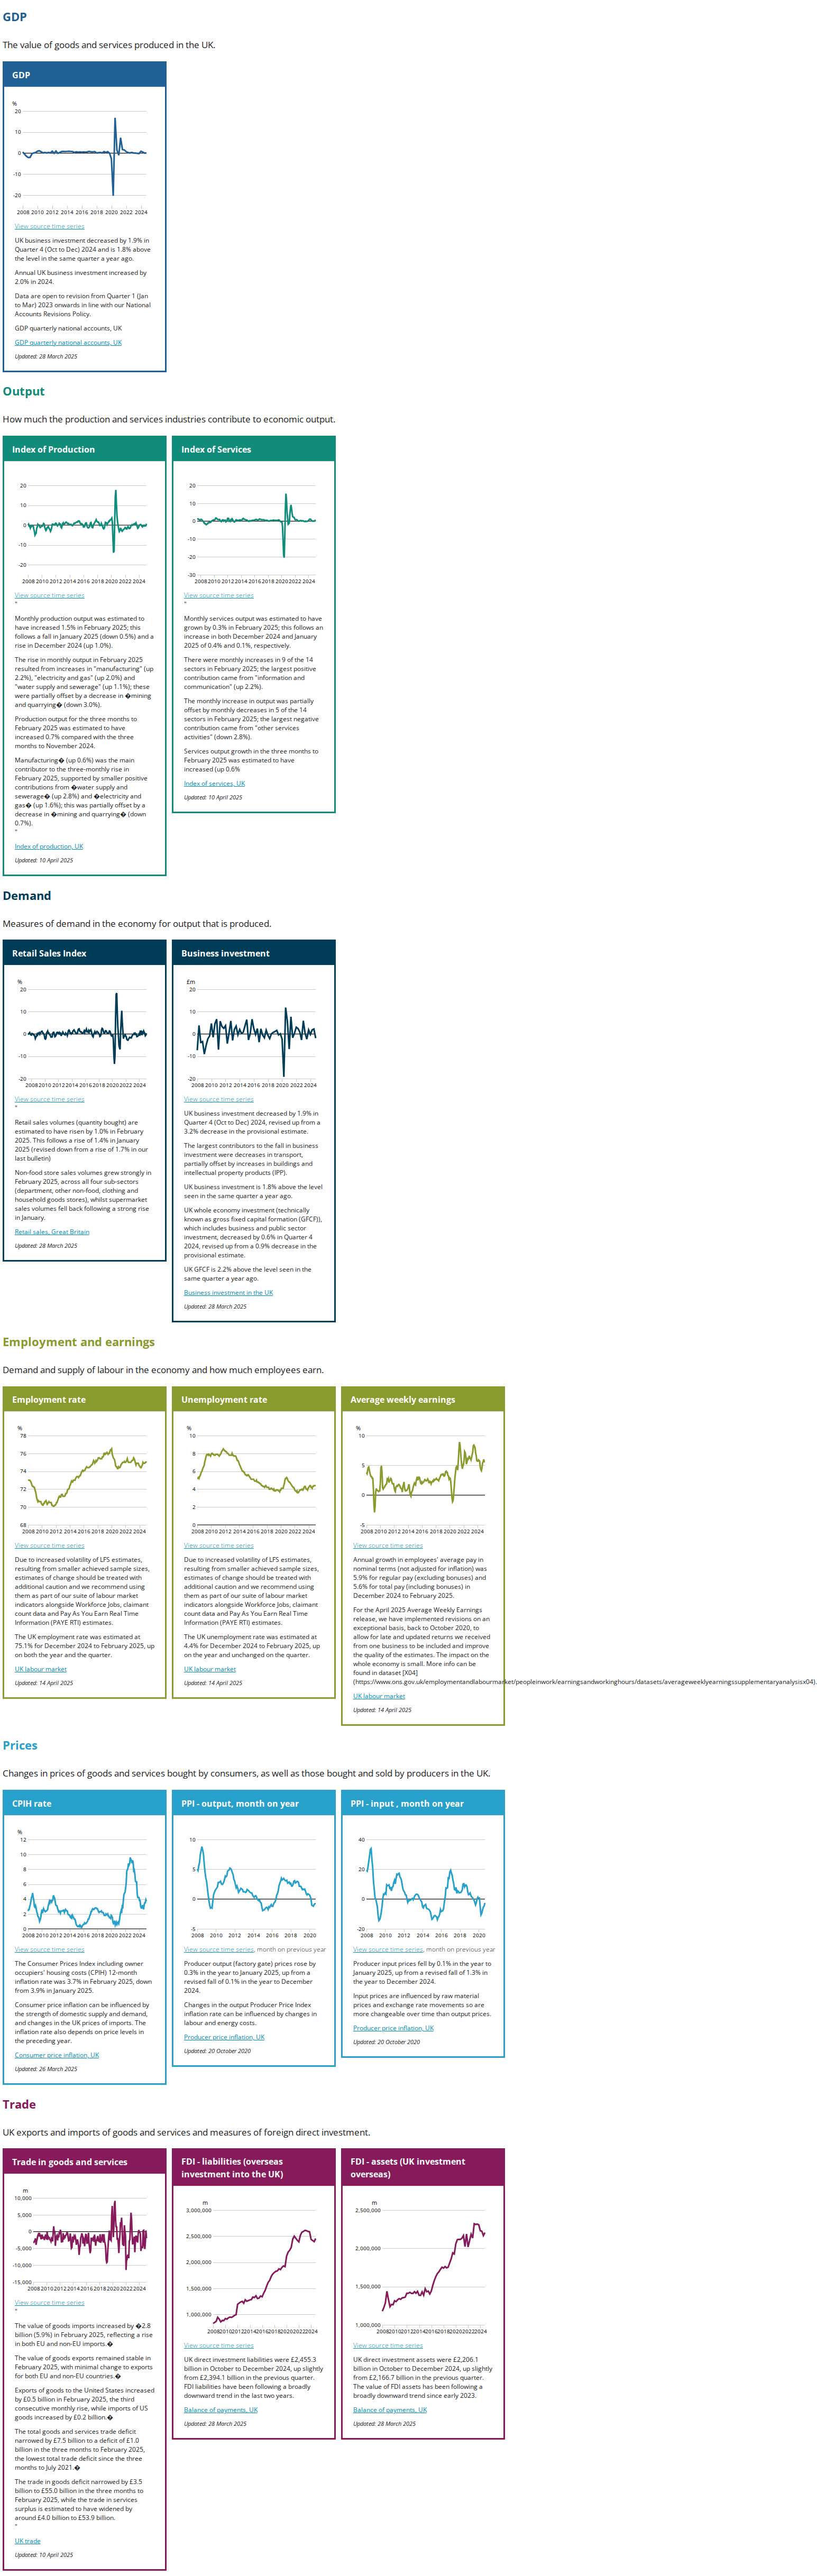 GDP
The value of goods and services produced in the UK.
GDP
%
20
10
0
-10
-20
2008 2010 2012 2014 2016 2018 2020 2022 2024
View source time series
UK business investment decreased by 1.9% in
Quarter 4 (Oct to Dec) 2024 and is 1.8% above
the level in the same quarter a year ago.
Annual UK business investment increased by
2.0% in 2024.
Data are open to revision from Quarter 1 (Jan
to Mar) 2023 onwards in line with our National
Accounts Revisions Policy.
GDP quarterly national accounts, UK
GDP quarterly national accounts, UK
Updated: 28 March 2025
Output
How much the production and services industries contribute to economic output.
Index of Production
20
10
0
-10
-20
2008 2010 2012 2014 2016 2018 2020 2022 2024
View source time series
"
Monthly production output was estimated to
have increased 1.5% in February 2025; this
follows a fall in January 2025 (down 0.5%) and a
rise in December 2024 (up 1.0%).
The rise in monthly output in February 2025
resulted from increases in "manufacturing" (up
2.2%), "electricity and gas" (up 2.0%) and
"water supply and sewerage" (up 1.1%); these
were partially offset by a decrease in �mining
and quarrying� (down 3.0%).
Production output for the three months to
February 2025 was estimated to have
increased 0.7% compared with the three
months to November 2024.
Manufacturing� (up 0.6%) was the main
contributor to the three-monthly rise in
February 2025, supported by smaller positive
contributions from �water supply and
sewerage� (up 2.8%) and �electricity and
gas� (up 1.6%); this was partially offset by a
decrease in �mining and quarrying� (down
0.7%).
"
Index of production, UK
Updated: 10 April 2025
Index of Services
20
10
0
-10
-20
-30
2008 2010 2012 2014 2016 2018 2020 2022 2024
View source time series
"
Monthly services output was estimated to have
grown by 0.3% in February 2025; this follows an
increase in both December 2024 and January
2025 of 0.4% and 0.1%, respectively.
There were monthly increases in 9 of the 14
sectors in February 2025; the largest positive
contribution came from "information and
communication" (up 2.2%).
The monthly increase in output was partially
offset by monthly decreases in 5 of the 14
sectors in February 2025; the largest negative
contribution came from "other services
activities" (down 2.8%).
Services output growth in the three months to
February 2025 was estimated to have
increased (up 0.6%
Index of services, UK
Updated: 10 April 2025
Demand
Measures of demand in the economy for output that is produced.
Retail Sales Index
%
20
10
0
-10
-20
2008 2010 2012 2014 2016 2018 2020 2022 2024
View source time series
"
Retail sales volumes (quantity bought) are
estimated to have risen by 1.0% in February
2025. This follows a rise of 1.4% in January
2025 (revised down from a rise of 1.7% in our
last bulletin)
Non-food store sales volumes grew strongly in
February 2025, across all four sub-sectors
(department, other non-food, clothing and
household goods stores), whilst supermarket
sales volumes fell back following a strong rise
in January.
Retail sales, Great Britain
Updated: 28 March 2025
Business investment
£m
20
10
0
-10
-20
2008 2010 2012 2014 2016 2018 2020 2022 2024
View source time series
UK business investment decreased by 1.9% in
Quarter 4 (Oct to Dec) 2024, revised up from a
3.2% decrease in the provisional estimate.
The largest contributors to the fall in business
investment were decreases in transport,
partially offset by increases in buildings and
intellectual property products (IPP).
UK business investment is 1.8% above the level
seen in the same quarter a year ago.
UK whole economy investment (technically
known as gross fixed capital formation (GFCF)),
which includes business and public sector
investment, decreased by 0.6% in Quarter 4
2024, revised up from a 0.9% decrease in the
provisional estimate.
UK GFCF is 2.2% above the level seen in the
same quarter a year ago.
Business investment in the UK
Updated: 28 March 2025
Employment and earnings
Demand and supply of labour in the economy and how much employees earn.
Employment rate
%
78
76
74
72
70
68
2008 2010 2012 2014 2016 2018 2020 2022 2024
View source time series
Due to increased volatility of LFS estimates,
resulting from smaller achieved sample sizes,
estimates of change should be treated with
additional caution and we recommend using
them as part of our suite of labour market
indicators alongside Workforce Jobs, claimant
count data and Pay As You Earn Real Time
Information (PAYE RTI) estimates.
The UK employment rate was estimated at
75.1% for December 2024 to February 2025, up
on both the year and the quarter.
UK labour market
Updated: 14 April 2025
Unemployment rate
%
10
8
6
4
2
0
2008 2010 2012 2014 2016 2018 2020 2022 2024
View source time series
Due to increased volatility of LFS estimates,
resulting from smaller achieved sample sizes,
estimates of change should be treated with
additional caution and we recommend using
them as part of our suite of labour market
indicators alongside Workforce Jobs, claimant
count data and Pay As You Earn Real Time
Information (PAYE RTI) estimates.
The UK unemployment rate was estimated at
4.4% for December 2024 to February 2025, up
on the year and unchanged on the quarter.
UK labour market
Updated: 14 April 2025
Average weekly earnings
%
10
5
0
-5
2008 2010 2012 2014 2016 2018 2020 2022 2024
View source time series
Annual growth in employees' average pay in
nominal terms (not adjusted for inflation) was
5.9% for regular pay (excluding bonuses) and
5.6% for total pay (including bonuses) in
December 2024 to February 2025.
For the April 2025 Average Weekly Earnings
release, we have implemented revisions on an
exceptional basis, back to October 2020, to
allow for late and updated returns we received
from one business to be included and improve
the quality of the estimates. The impact on the
whole economy is small. More info can be
found in dataset [X04]
(https://www.ons.gov.uk/employmentandlabourmarket/peopleinwork/earningsandworkinghours/datasets/averageweeklyearningssupplementaryanalysisx04).
UK labour market
Updated: 14 April 2025
Prices
Changes in prices of goods and services bought by consumers, as well as those bought and sold by producers in the UK.
CPIH rate
%
12
10
8
6
4
2
0
2008 2010 2012 2014 2016 2018 2020 2022 2024
View source time series
The Consumer Prices Index including owner
occupiers' housing costs (CPIH) 12-month
inflation rate was 3.7% in February 2025, down
from 3.9% in January 2025.
Consumer price inflation can be influenced by
the strength of domestic supply and demand,
and changes in the UK prices of imports. The
inflation rate also depends on price levels in
the preceding year.
Consumer price inflation, UK
Updated: 26 March 2025
PPI - output, month on year
10
5
0
-5
2008 2010 2012 2014 2016 2018 2020
View source time series, month on previous year
Producer output (factory gate) prices rose by
0.3% in the year to January 2025, up from a
revised fall of 0.1% in the year to December
2024.
Changes in the output Producer Price Index
inflation rate can be influenced by changes in
labour and energy costs.
Producer price inflation, UK
Updated: 20 October 2020
PPI - input , month on year
40
20
0
-20
2008 2010 2012 2014 2016 2018 2020
View source time series, month on previous year
Producer input prices fell by 0.1% in the year to
January 2025, up from a revised fall of 1.3% in
the year to December 2024.
Input prices are influenced by raw material
prices and exchange rate movements so are
more changeable over time than output prices.
Producer price inflation, UK
Updated: 20 October 2020
Trade
UK exports and imports of goods and services and measures of foreign direct investment.
Trade in goods and services
m
10,000
5,000
0
-5,000
-10,000
-15,000
2008 2010 2012 2014 2016 2018 2020 2022 2024
View source time series
"
The value of goods imports increased by �2.8
billion (5.9%) in February 2025, reflecting a rise
in both EU and non-EU imports.�
The value of goods exports remained stable in
February 2025, with minimal change to exports
for both EU and non-EU countries.�
Exports of goods to the United States increased
by £0.5 billion in February 2025, the third
consecutive monthly rise, while imports of US
goods increased by £0.2 billion.�
The total goods and services trade deficit
narrowed by £7.5 billion to a deficit of £1.0
billion in the three months to February 2025,
the lowest total trade deficit since the three
months to July 2021.�
The trade in goods deficit narrowed by £3.5
billion to £55.0 billion in the three months to
February 2025, while the trade in services
surplus is estimated to have widened by
around £4.0 billion to £53.9 billion.
"
UK trade
Updated: 10 April 2025
FDI - liabilities (overseas
investment into the UK)
m
3,000,000
2,500,000
2,000,000
1,500,000
1,000,000
2008 2010 2012 2014 2016 2018 2020 2022 2024
View source time series
UK direct investment liabilities were £2,455.3
billion in October to December 2024, up slightly
from £2,394.1 billion in the previous quarter.
FDI liabilities have been following a broadly
downward trend in the last two years.
Balance of payments, UK
Updated: 28 March 2025
FDI - assets (UK investment
overseas)
m
2,500,000
2,000,000
1,500,000
1,000,000
2008 2010 2012 2014 2016 2018 2020 2022 2024
View source time series
UK direct investment assets were £2,206.1
billion in October to December 2024, up slightly
from £2,166.7 billion in the previous quarter.
The value of FDI assets has been following a
broadly downward trend since early 2023.
Balance of payments, UK
Updated: 28 March 2025